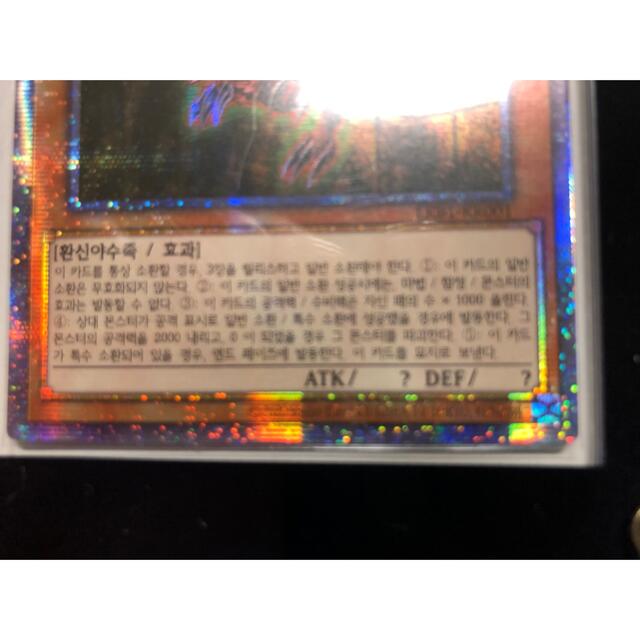 [환신야수족 / 효과]
이 카드를 통상 소환할 경우, 3장을 릴리스하고 일반 소환해야 한다. ①: 이 카드의 일반
소환은 무효화되지 않는다. ②: 이 카드의 일반 소환 성공시에는, 마법 / 함정 / 몬스터의
효과는 발동할 수 없다. ③: 이 카드의 공격력 / 수비력은 자신 패의 수 × 1000 올린다.
④: 상대 몬스터가 공격 표시로 일반 소환 / 특수 소환에 성공했을 경우에 발동한다. 그
몬스터의 공격력을 2000 내리고, 0 이 되었을 경우 그 몬스터를 파괴한다. ⑤: 이 카드
가 특수 소환되어 있을 경우, 엔드 페이즈에 발동한다. 이 카드를 묘지로 보낸다.
ATK/ ? DEF/ ?